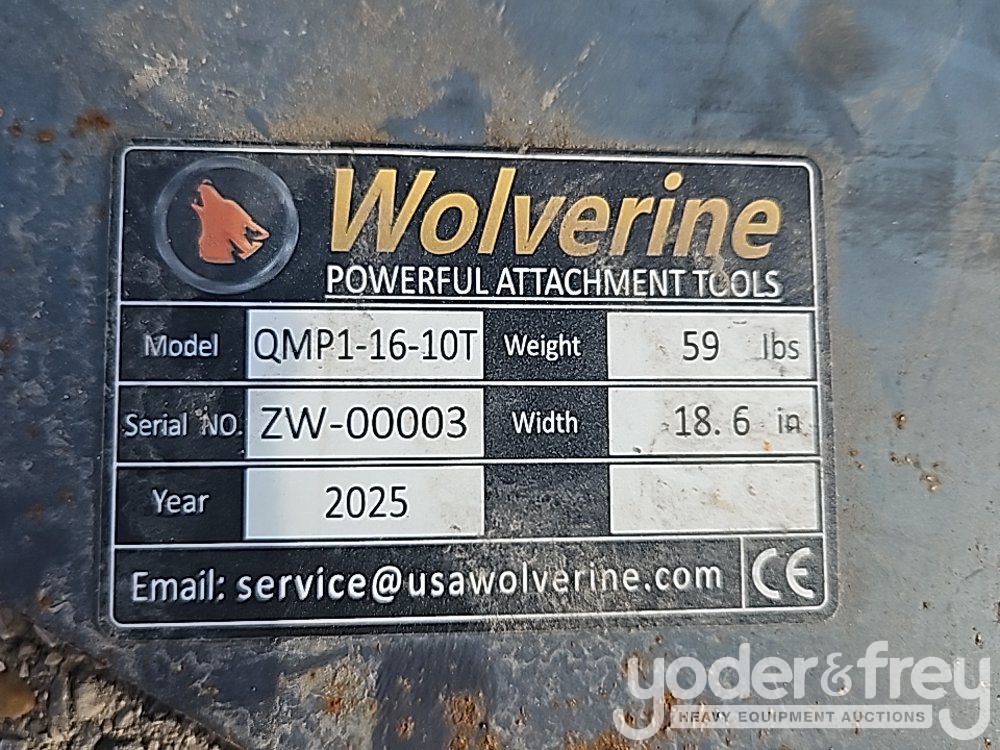 Wolverine
POWERFUL ATTACHMENT TOOLS
Model QMP1-16-10T Weight 59 lbs
Serial NO. ZW-00003 Width 18.6 in
Year 2025
Email: service@usawolverine.com CE
yoder&frey
HEAVY EQUIPMENT AUCTIONS